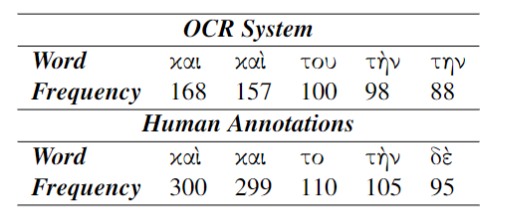 OCR System
Word και καὶ του τὴν την
Frequency 168 157 100 98 88
Human Annotations
Word καὶ και το τὴν δὲ
Frequency 300 299 110 105 95